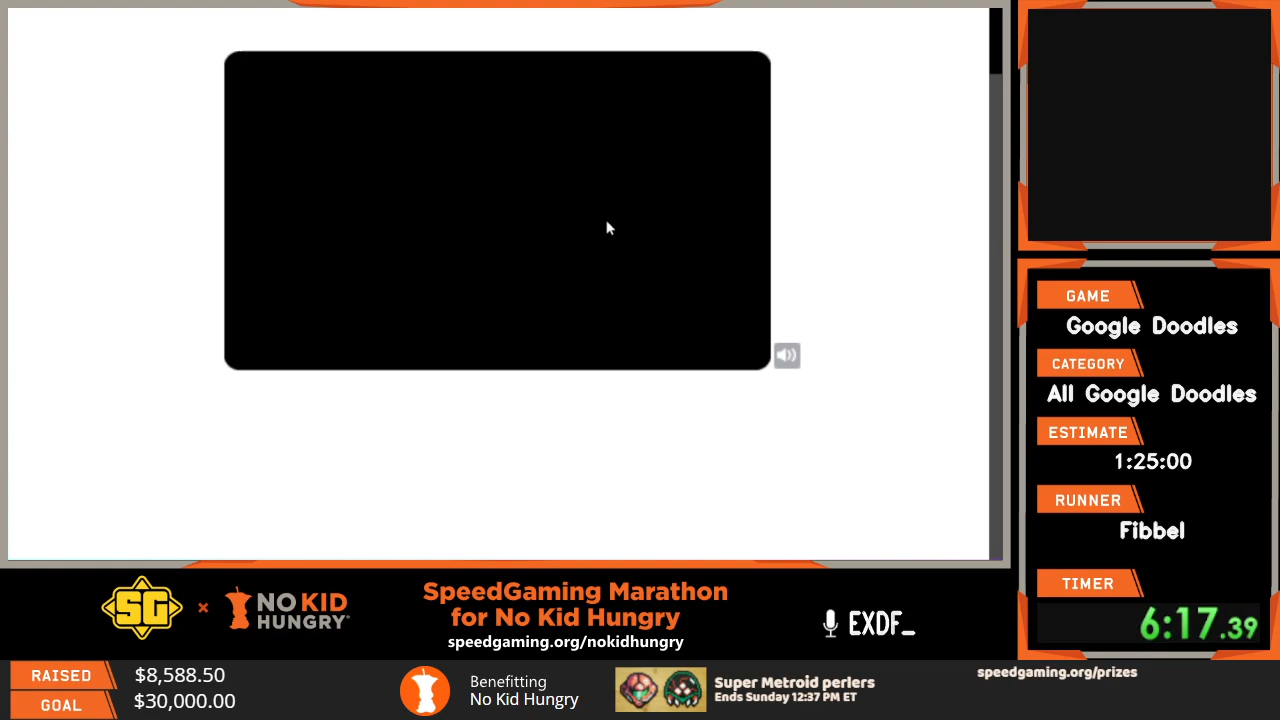 GAME
Google Doodles
CATEGORY
All Google Doodles
ESTIMATE
1:25:00
RUNNER
Fibbel
TIMER
6:17.39
SG
×
NO KID
HUNGRY
SpeedGaming Marathon
for No Kid Hungry
speedgaming.org/nokidhungry
EXDF_
RAISED
$8,588.50
GOAL
$30,000.00
Benefitting
No Kid Hungry
Super Metroid perlers
Ends Sunday 12:37 PM ET
speedgaming.org/prizes